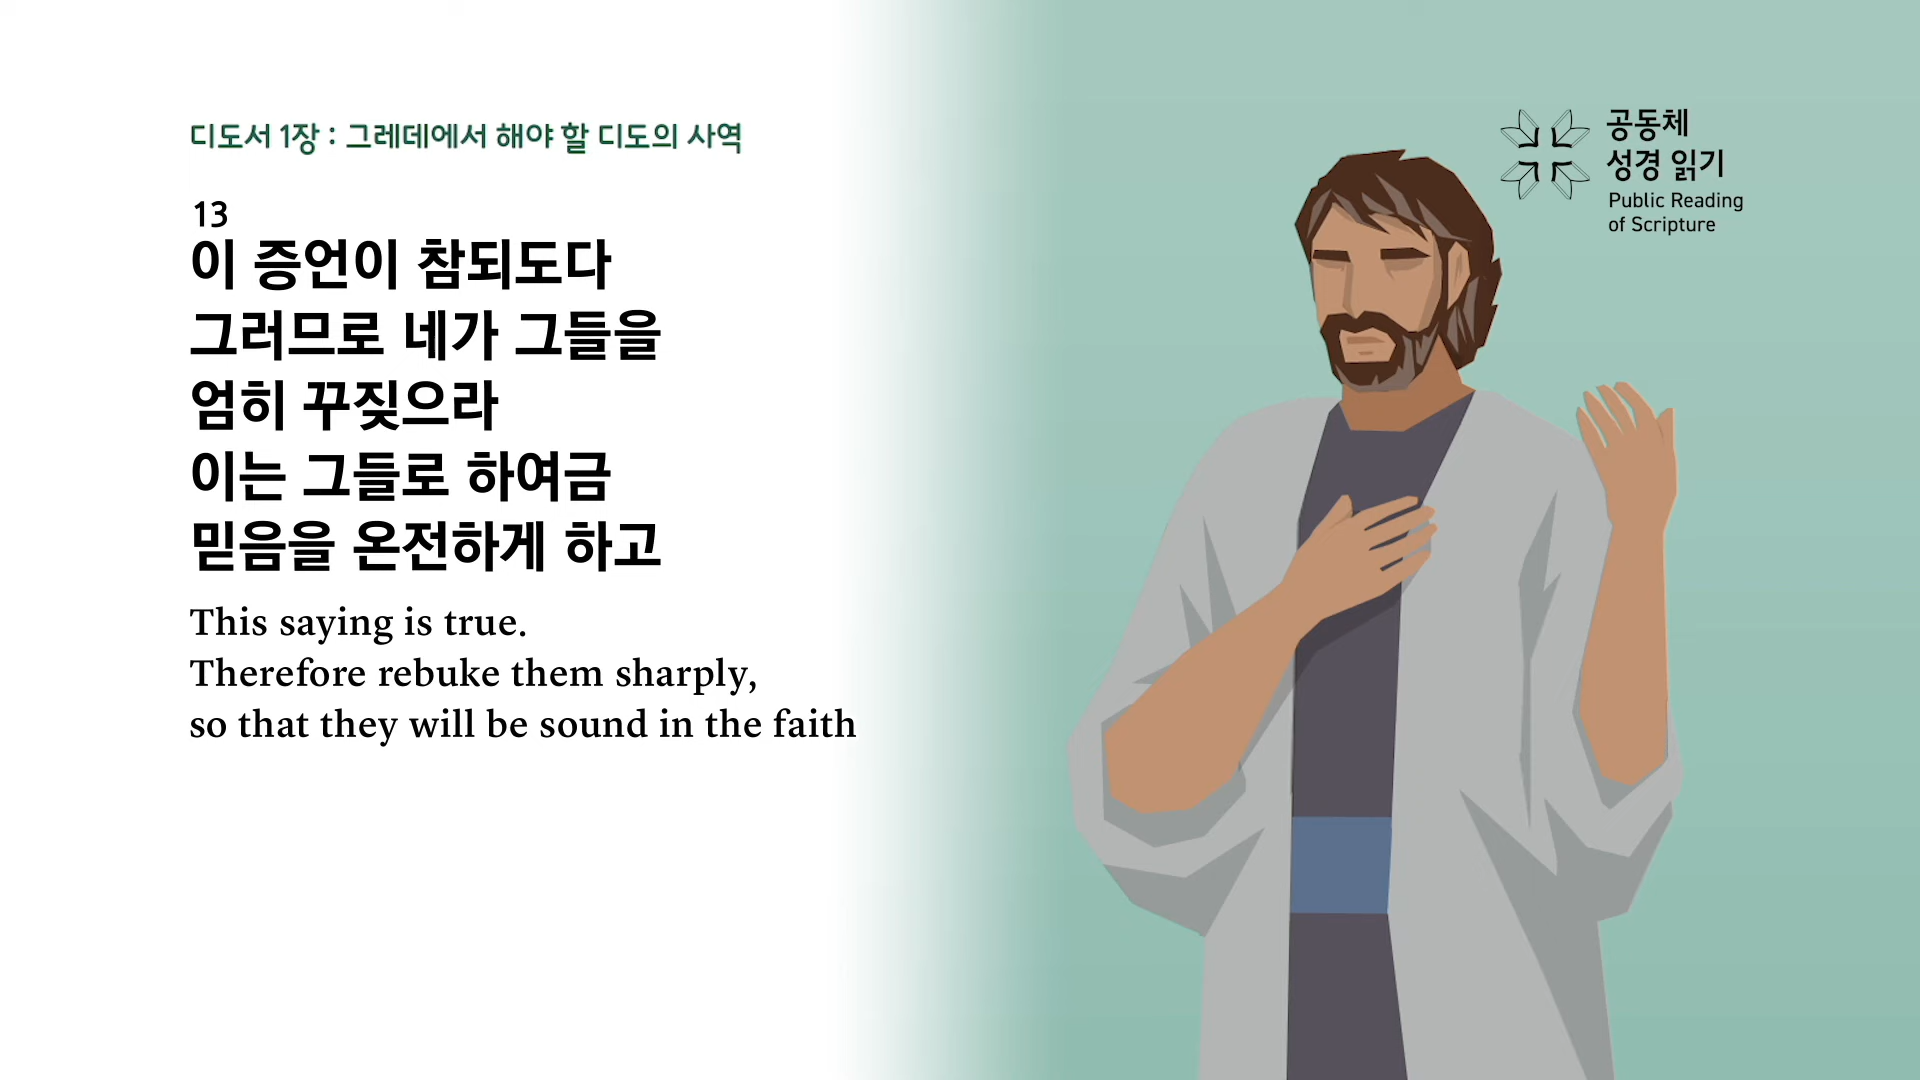 디도서 1장 : 그레데에서 해야 할 디도의 사역
공동체
성경 읽기
Public Reading
of Scripture
13
이 증언이 참되도다
그러므로 네가 그들을
엄히 꾸짖으라
이는 그들로 하여금
믿음을 온전하게 하고
This saying is true.
Therefore rebuke them sharply,
so that they will be sound in the faith